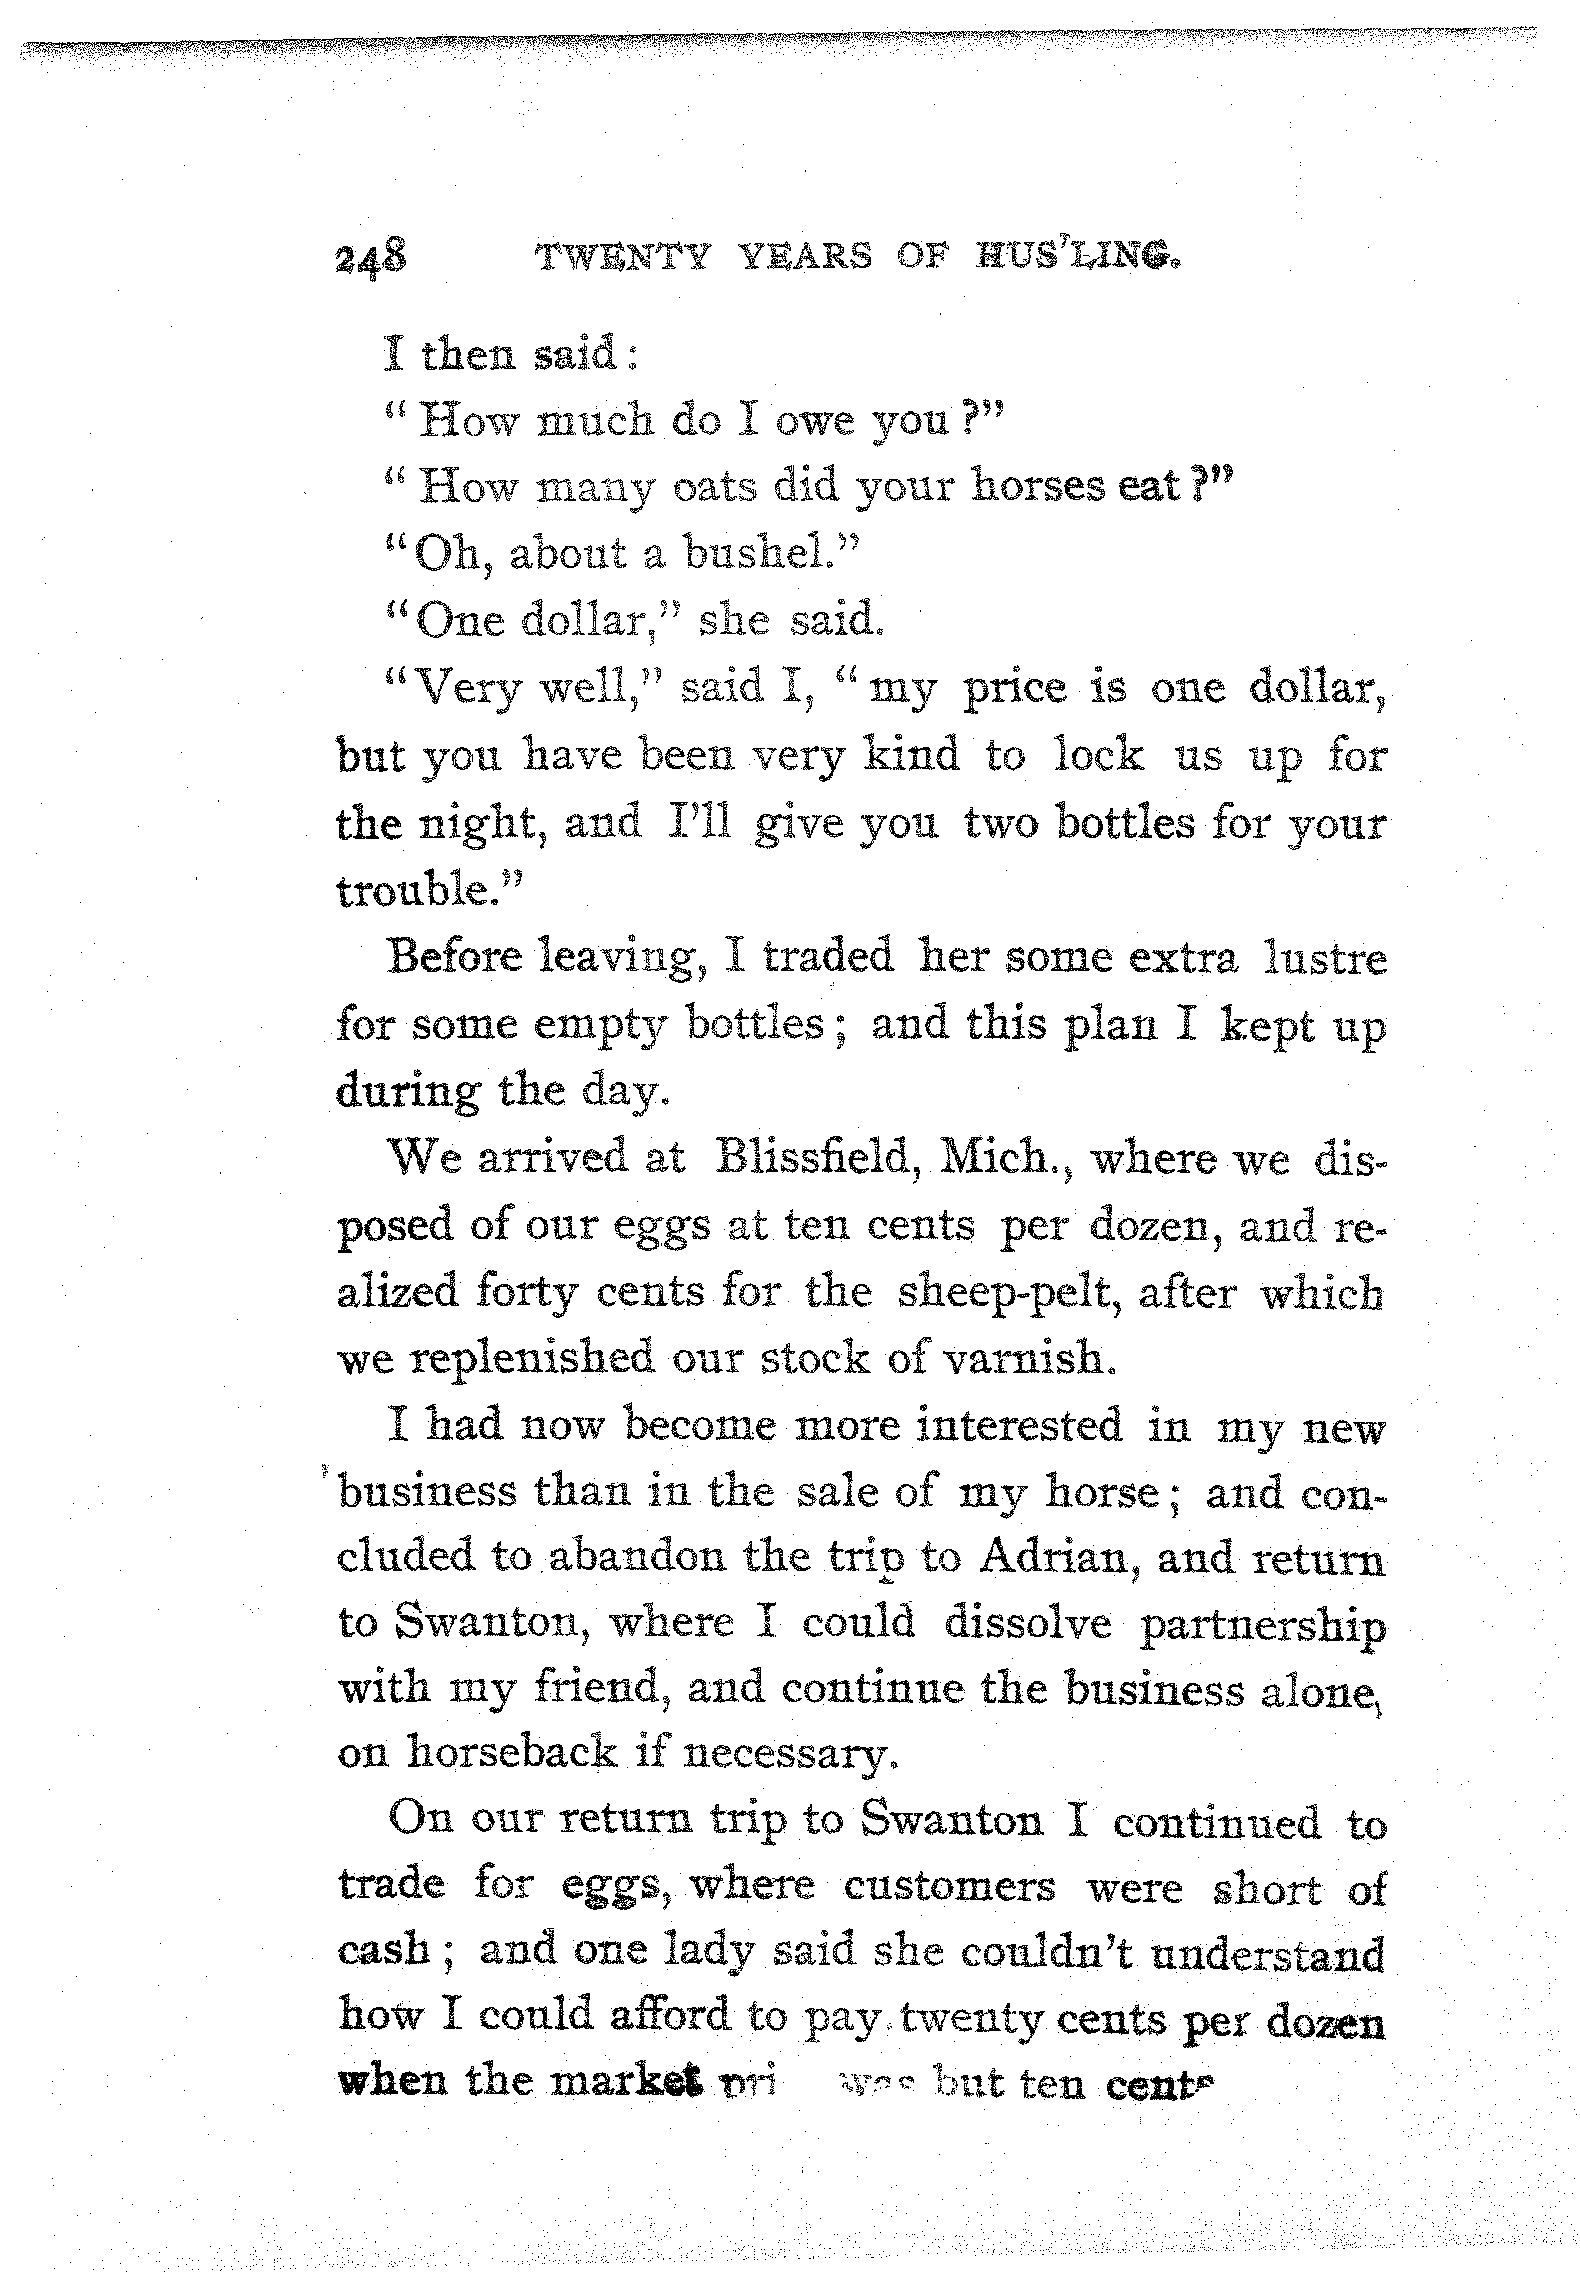 248 TWENTY YEARS OF HUS'LING.
I then said:
"How much do I owe you?"
"How many oats did your horses eat?"
"Oh, about a bushel."
"One dollar," she said.
"Very well," said I, "my price is one dollar,
but you have been very kind to lock us up for
the night, and I'll give you two bottles for your
trouble."
Before leaving, I traded her some extra lustre
for some empty bottles; and this plan I kept up
during the day.
We arrived at Blissfield, Mich., where we dis-
posed of our eggs at ten cents per dozen, and re-
alized forty cents for the sheep-pelt, after which
we replenished our stock of varnish.
I had now become more interested in my new
business than in the sale of my horse; and con-
cluded to abandon the trip to Adrian, and return
to Swanton, where I could dissolve partnership
with my friend, and continue the business alone,
on horseback if necessary.
On our return trip to Swanton I continued to
trade for eggs, where customers were short of
cash; and one lady said she couldn't understand
how I could afford to pay twenty cents per dozen
when the market was but ten cents